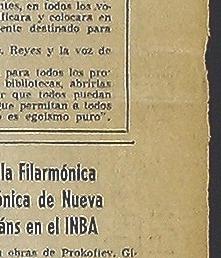 ntes, en todos los vo-
ificara y colocara en
ente destinado para
. Reyes y la voz de
para todos los pro-
bibliotecas, abrirlas
r que todos puedan
que permitan a todos
o es egoísmo puro".
la Filarmónica
ónica de Nueva
áns en el INBA
obras de Prokofiev, Gi-